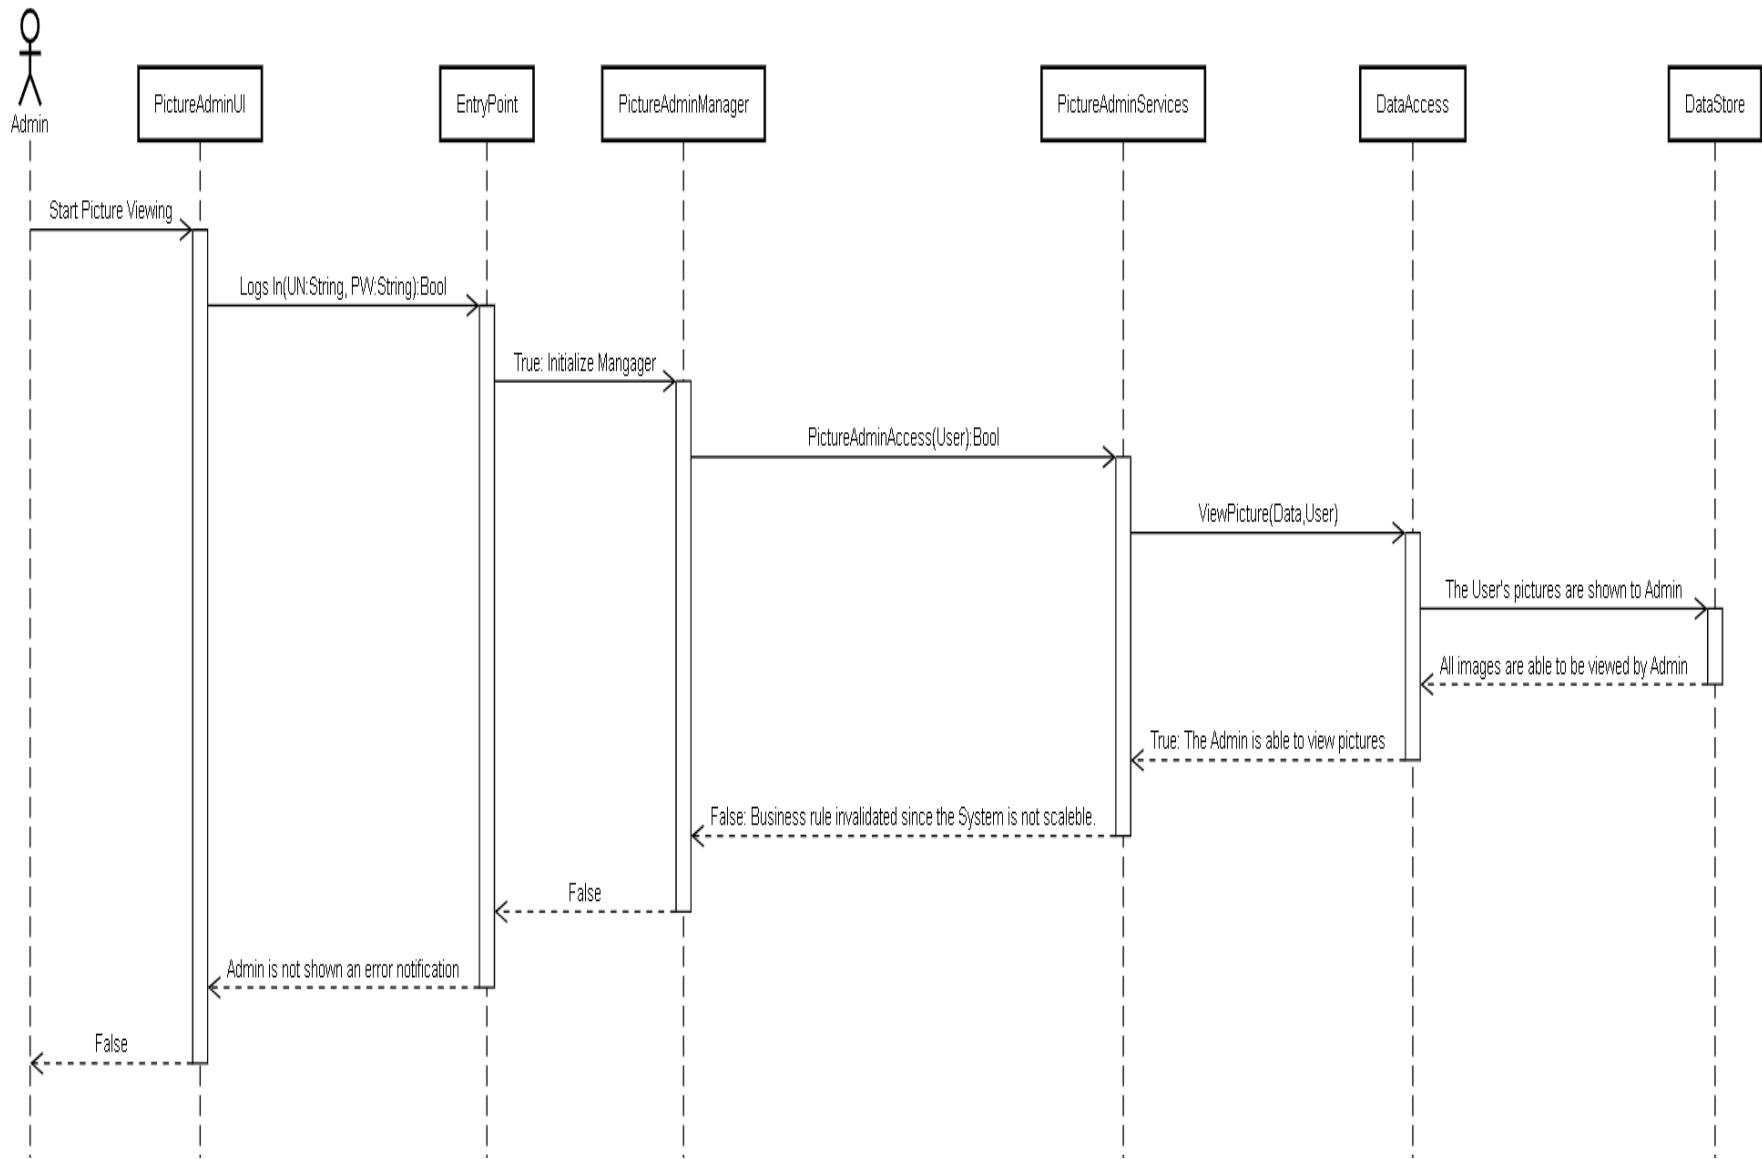 Admin
PictureAdminUI
EntryPoint
PictureAdminManager
PictureAdminServices
DataAccess
DataStore
Start Picture Viewing
Logs In(UN:String, PW:String):Bool
True: Initialize Mangager
PictureAdminAccess(User):Bool
ViewPicture(Data,User)
The User's pictures are shown to Admin
All images are able to be viewed by Admin
True: The Admin is able to view pictures
False: Business rule invalidated since the System is not scaleble.
False
Admin is not shown an error notification
False